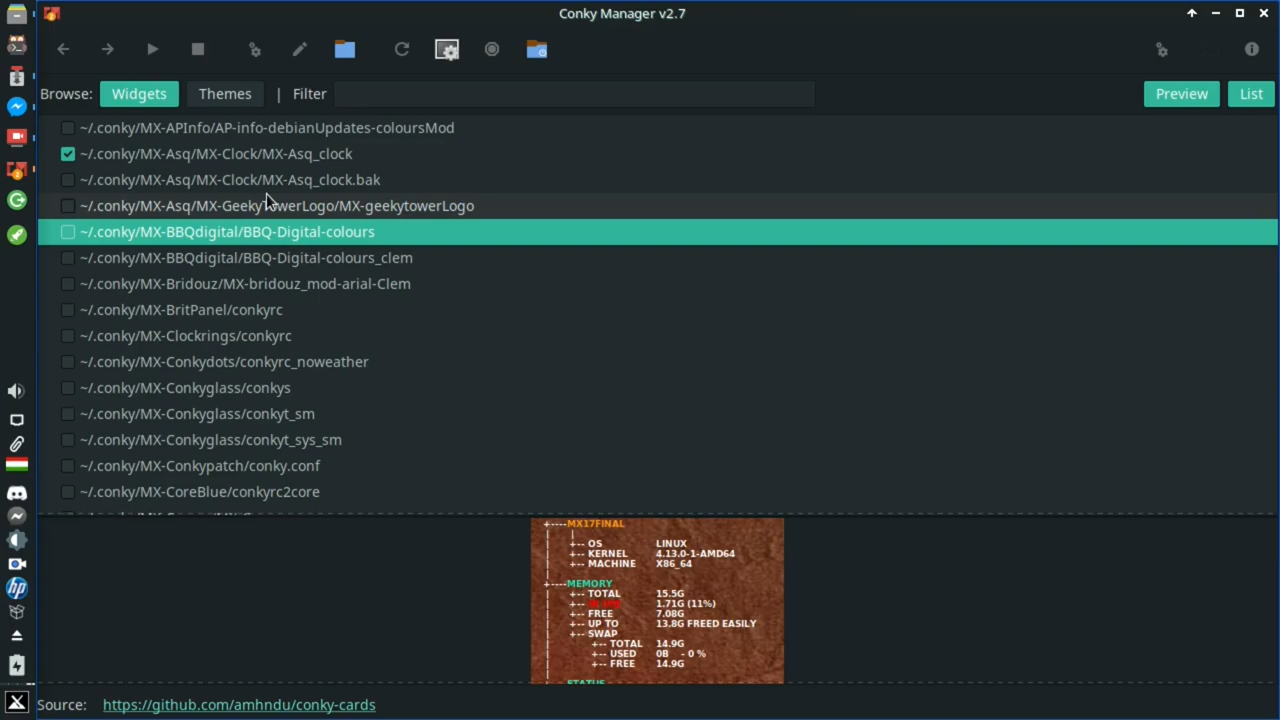 Conky Manager v2.7
Browse: Widgets Themes | Filter Preview List
~/.conky/MX-APInfo/AP-info-debianUpdates-coloursMod
~/.conky/MX-Asq/MX-Clock/MX-Asq_clock
~/.conky/MX-Asq/MX-Clock/MX-Asq_clock.bak
~/.conky/MX-Asq/MX-GeekyTowerLogo/MX-geekytowerLogo
~/.conky/MX-BBQdigital/BBQ-Digital-colours
~/.conky/MX-BBQdigital/BBQ-Digital-colours_clem
~/.conky/MX-Bridouz/MX-bridouz_mod-arial-Clem
~/.conky/MX-BritPanel/conkyrc
~/.conky/MX-Clockrings/conkyrc
~/.conky/MX-Conkydots/conkyrc_noweather
~/.conky/MX-Conkyglass/conkys
~/.conky/MX-Conkyglass/conkyt_sm
~/.conky/MX-Conkyglass/conkyt_sys_sm
~/.conky/MX-Conkypatch/conky.conf
~/.conky/MX-CoreBlue/conkyrc2core
+----MX17FINAL
| |
| +-- OS LINUX
| +-- KERNEL 4.13.0-1-AMD64
| +-- MACHINE X86_64
|
+----MEMORY
| +-- TOTAL 15.5G
| +-- 1.71G (11%)
| +-- FREE 7.08G
| +-- UP TO 13.8G FREED EASILY
| +-- SWAP
| +-- TOTAL 14.9G
| +-- USED 0B - 0 %
| +-- FREE 14.9G
|
STATUS
Source: https://github.com/amhndu/conky-cards
hp